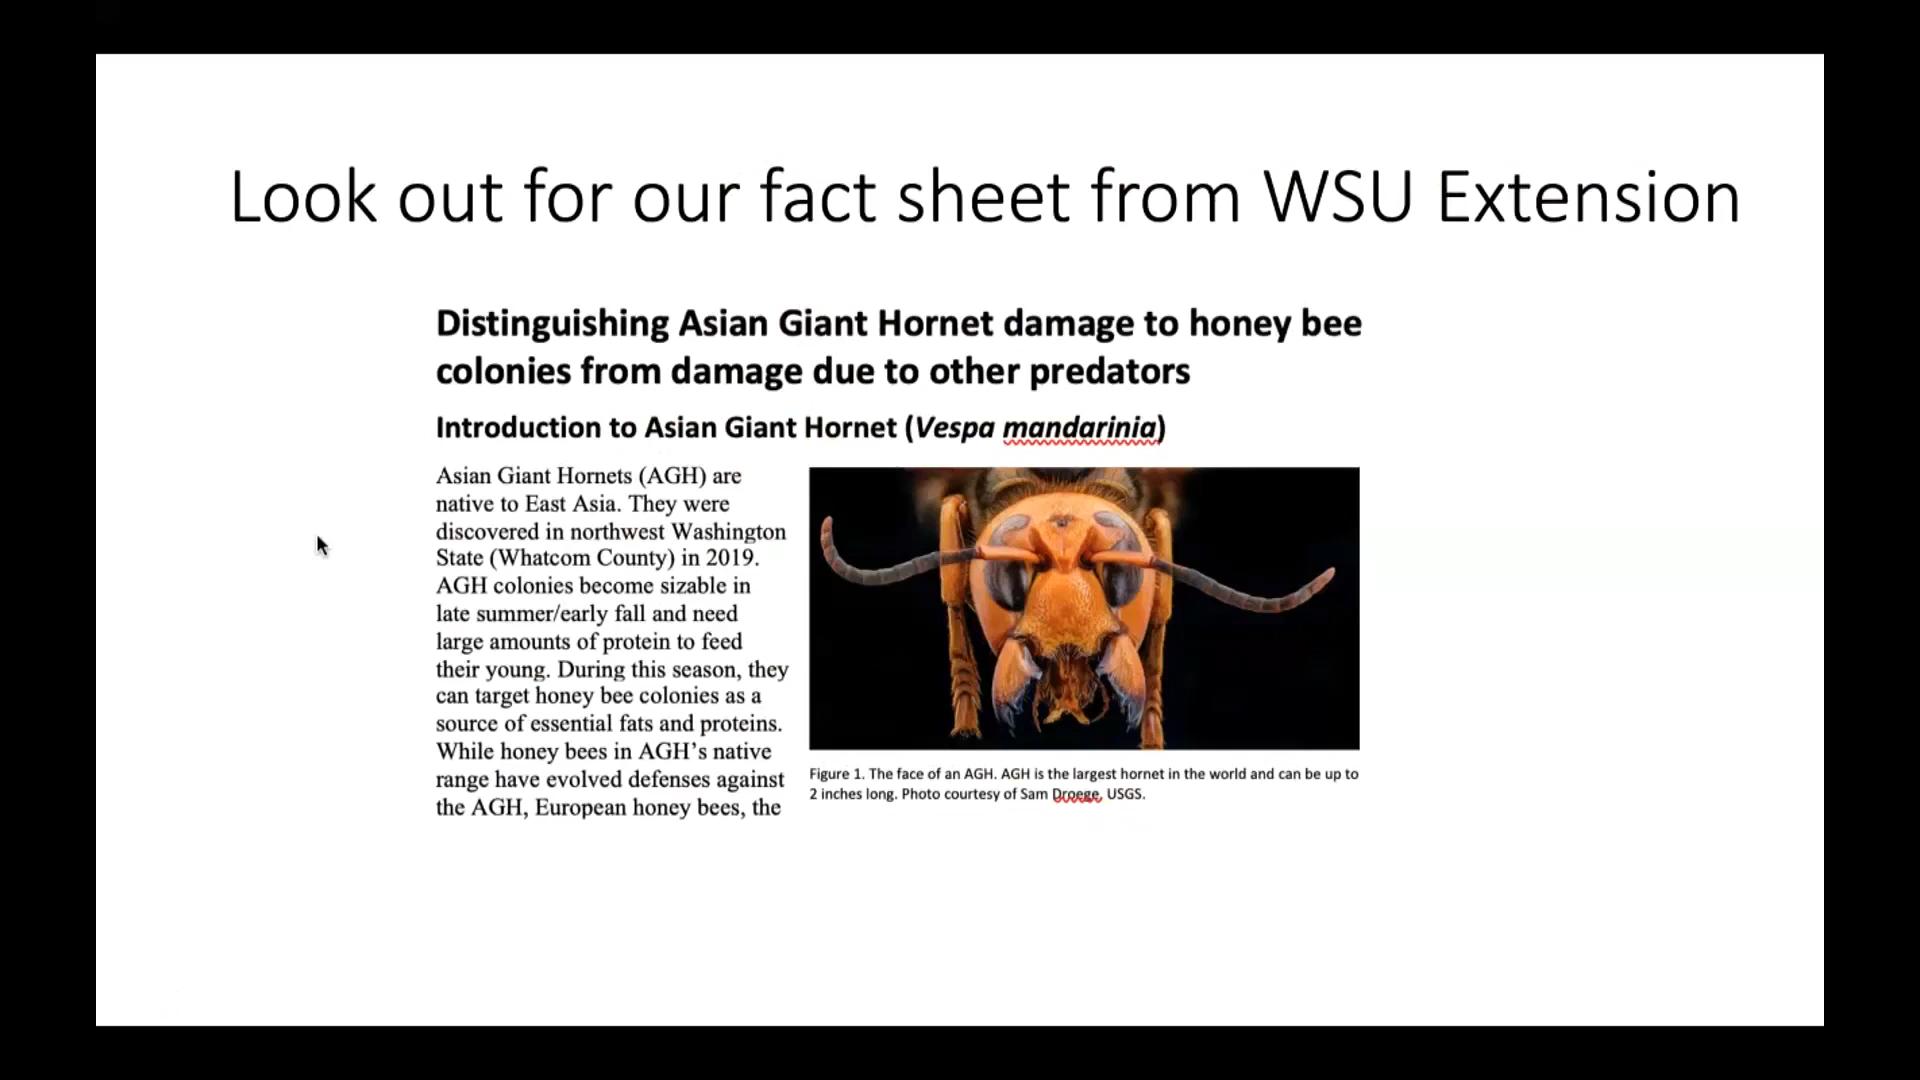 Look out for our fact sheet from WSU Extension
Distinguishing Asian Giant Hornet damage to honey bee
colonies from damage due to other predators
Introduction to Asian Giant Hornet (Vespa mandarinia)
Asian Giant Hornets (AGH) are
native to East Asia. They were
discovered in northwest Washington
State (Whatcom County) in 2019.
AGH colonies become sizable in
late summer/early fall and need
large amounts of protein to feed
their young. During this season, they
can target honey bee colonies as a
source of essential fats and proteins.
While honey bees in AGH’s native
range have evolved defenses against
the AGH, European honey bees, the
Figure 1. The face of an AGH. AGH is the largest hornet in the world and can be up to
2 inches long. Photo courtesy of Sam Droege, USGS.